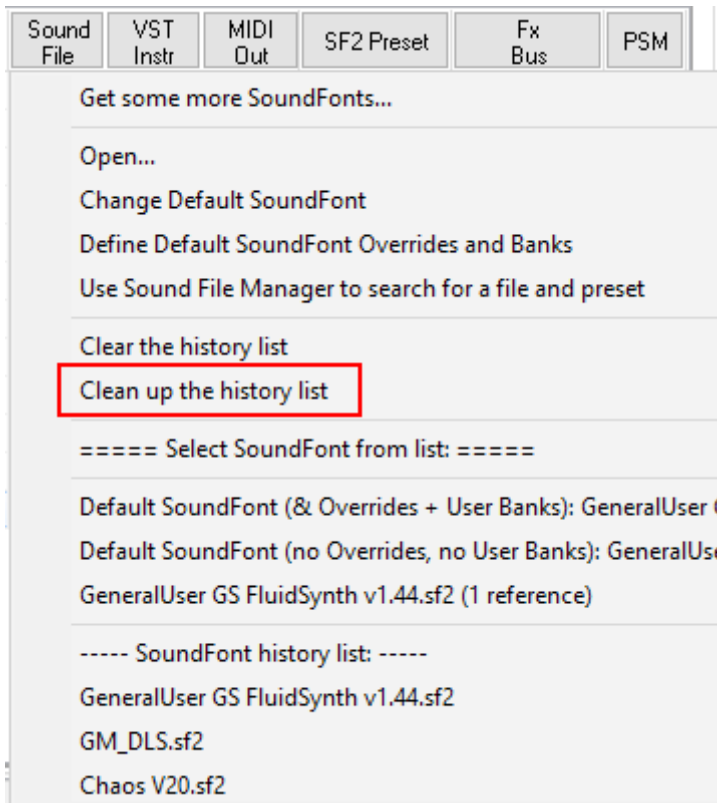 Sound File
VST Instr
MIDI Out
SF2 Preset
Fx Bus
PSM
Get some more SoundFonts...
Open...
Change Default SoundFont
Define Default SoundFont Overrides and Banks
Use Sound File Manager to search for a file and preset
Clear the history list
Clean up the history list
===== Select SoundFont from list: =====
Default SoundFont (& Overrides + User Banks): GeneralUser
Default SoundFont (no Overrides, no User Banks):
GeneralUser GS FluidSynth v1.44.sf2 (1 reference)
----- SoundFont history list: -----
GeneralUser GS FluidSynth v1.44.sf2
GM_DLS.sf2
Chaos V20.sf2